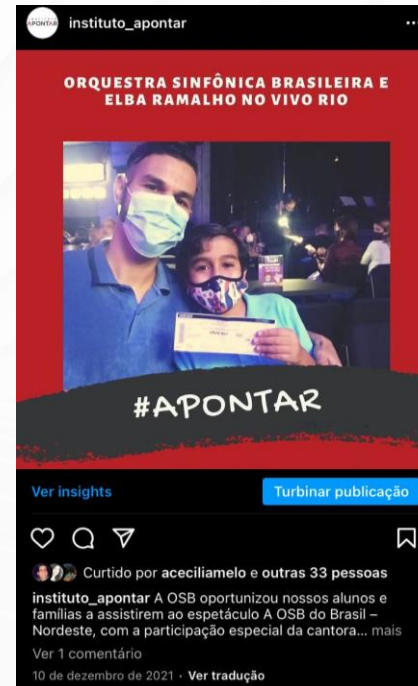 APONTAR
instituto_apontar
ORQUESTRA SINFÔNICA BRASILEIRA E
ELBA RAMALHO NO VIVO RIO
#APONTAR
Ver insights
Turbinar publicação
Curtido por aceciliamelo e outras 33 pessoas
instituto_apontar A OSB oportunizou nossos alunos e
famílias a assistirem ao espetáculo A OSB do Brasil –
Nordeste, com a participação especial da cantora... mais
Ver 1 comentário
10 de dezembro de 2021 · Ver tradução